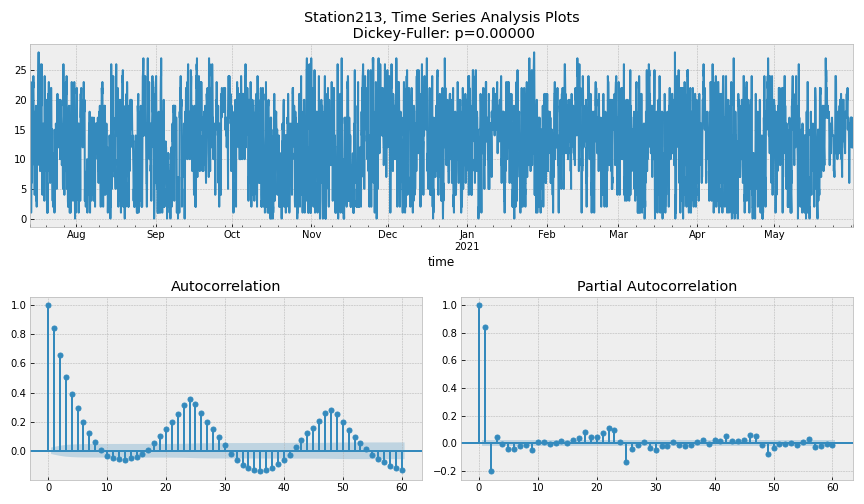 Station213, Time Series Analysis Plots
Dickey-Fuller: p=0.00000
25
20
15
10
5
0
Aug Sep Oct Nov Dec Jan Feb Mar Apr May
2021
time
Autocorrelation Partial Autocorrelation
1.0 1.0
0.8 0.8
0.6 0.6
0.4 0.4
0.2 0.2
0.0 0.0
−0.2
0 10 20 30 40 50 60 0 10 20 30 40 50 60